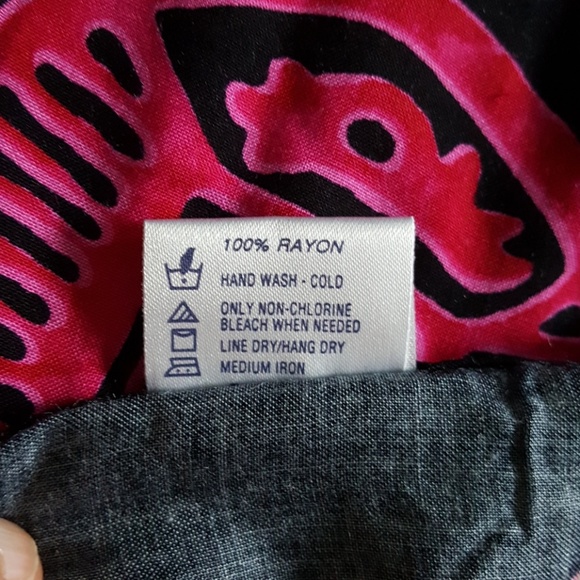 100% RAYON
HAND WASH - COLD
ONLY NON-CHLORINE
BLEACH WHEN NEEDED
LINE DRY/HANG DRY
MEDIUM IRON